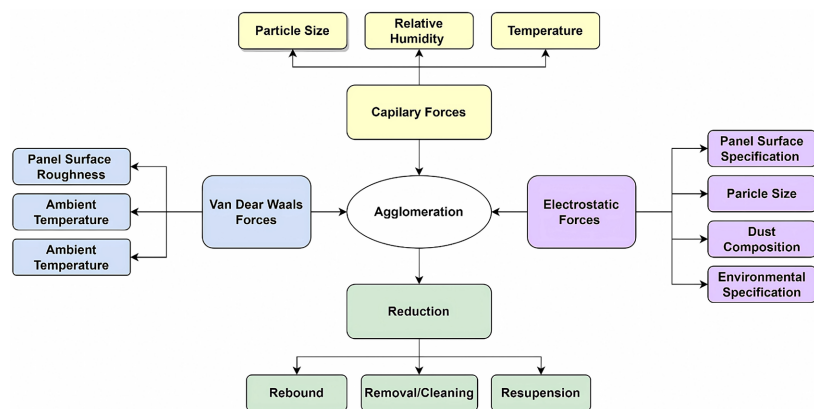 Particle Size
Relative
Humidity
Temperature
Capilary Forces
Panel Surface
Roughness
Ambient
Temperature
Ambient
Temperature
Van Dear Waals
Forces
Agglomeration
Electrostatic
Forces
Panel Surface
Specification
Paricle Size
Dust
Composition
Environmental
Specification
Reduction
Rebound
Removal/Cleaning
Resupension